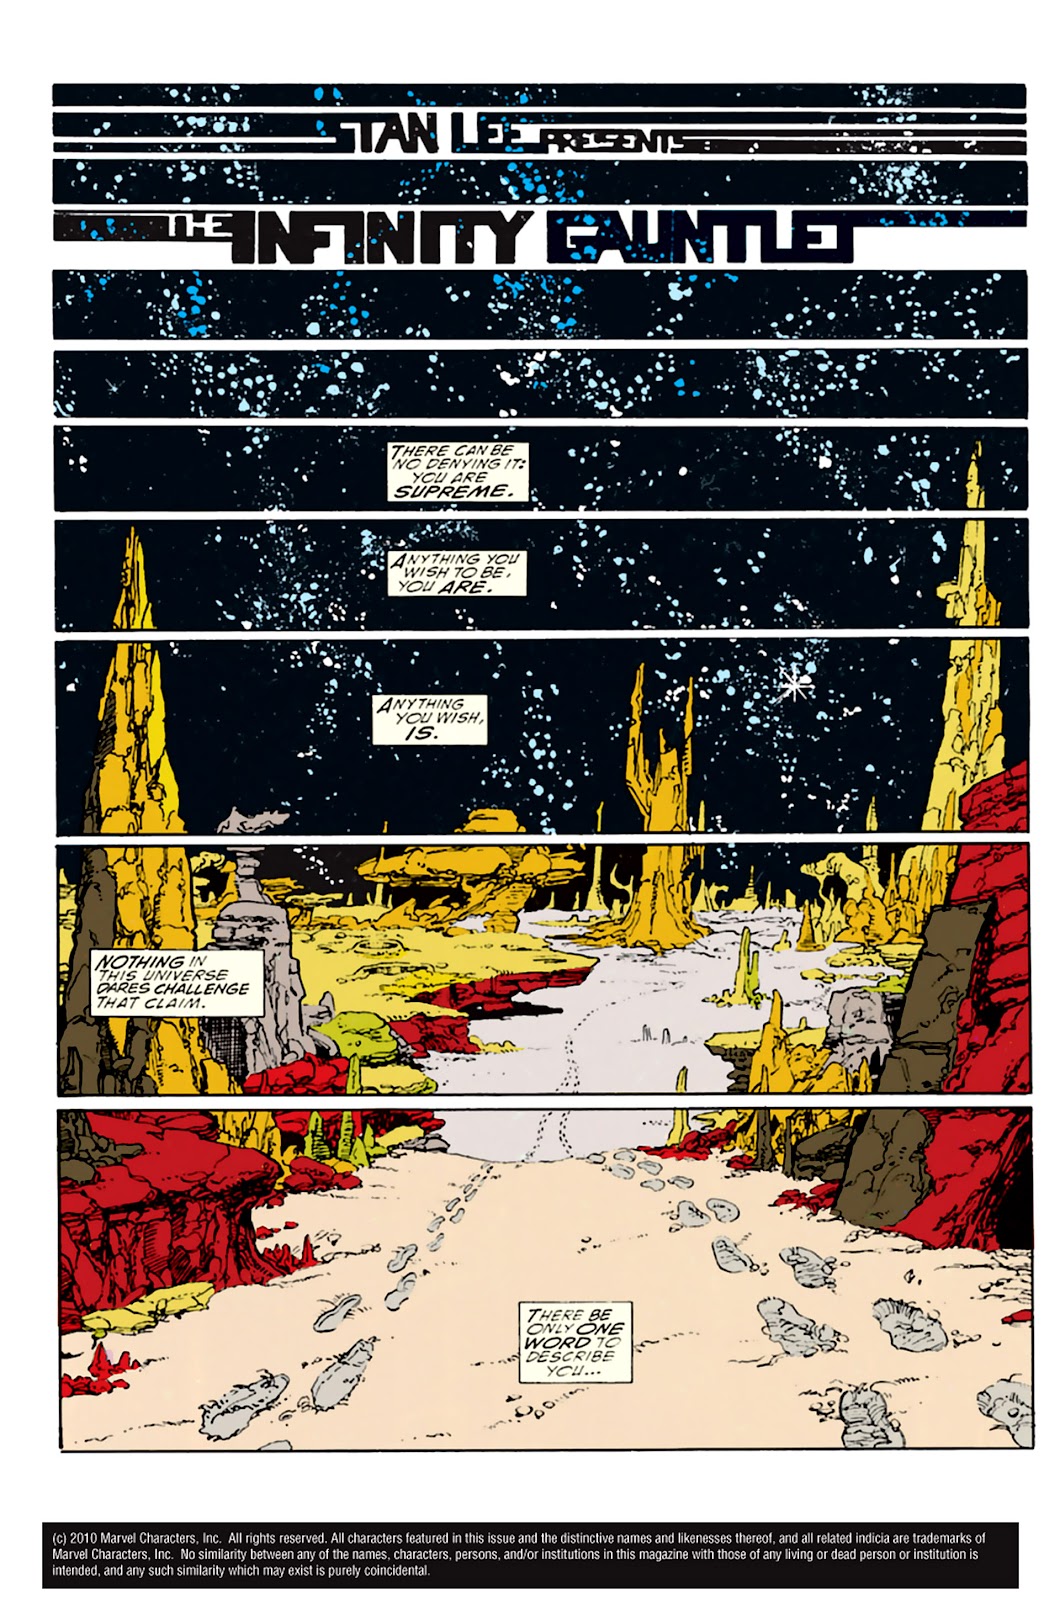 STAN LEE PRESENTS:
THE INFINITY GAUNTLET
THERE CAN BE
NO DENYING IT:
YOU ARE
SUPREME.
ANYTHING YOU
WISH TO BE,
YOU ARE.
ANYTHING
YOU WISH,
IS.
NOTHING IN
THIS UNIVERSE
DARES CHALLENGE
THAT CLAIM.
THERE BE
ONLY ONE
WORD TO
DESCRIBE
YOU...
(c) 2010 Marvel Characters, Inc. All rights reserved. All characters featured in this issue and the distinctive names and likenesses thereof, and all related indicia are trademarks of
Marvel Characters, Inc. No similarity between any of the names, characters, persons, and/or institutions in this magazine with those of any living or dead person or institution is
intended, and any such similarity which may exist is purely coincidental.